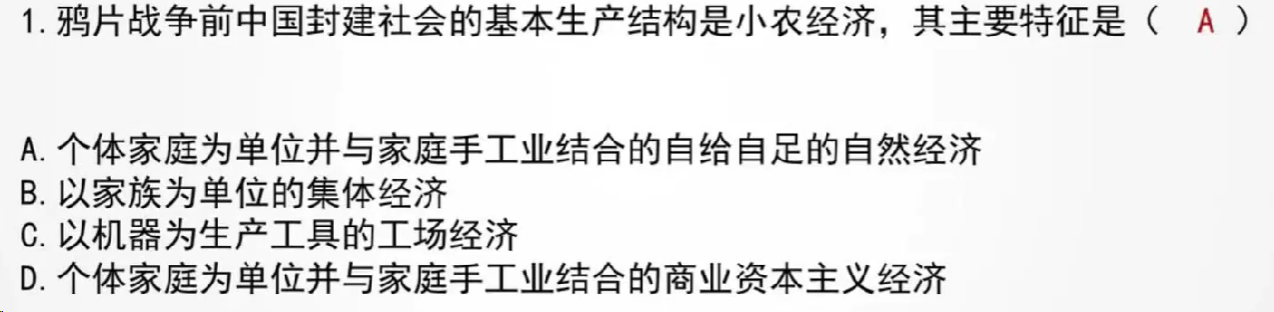 1.鸦片战争前中国封建社会的基本生产结构是小农经济，其主要特征是（ A ）
A.个体家庭为单位并与家庭手工业结合的自给自足的自然经济
B.以家族为单位的集体经济
C.以机器为生产工具的工场经济
D.个体家庭为单位并与家庭手工业结合的商业资本主义经济